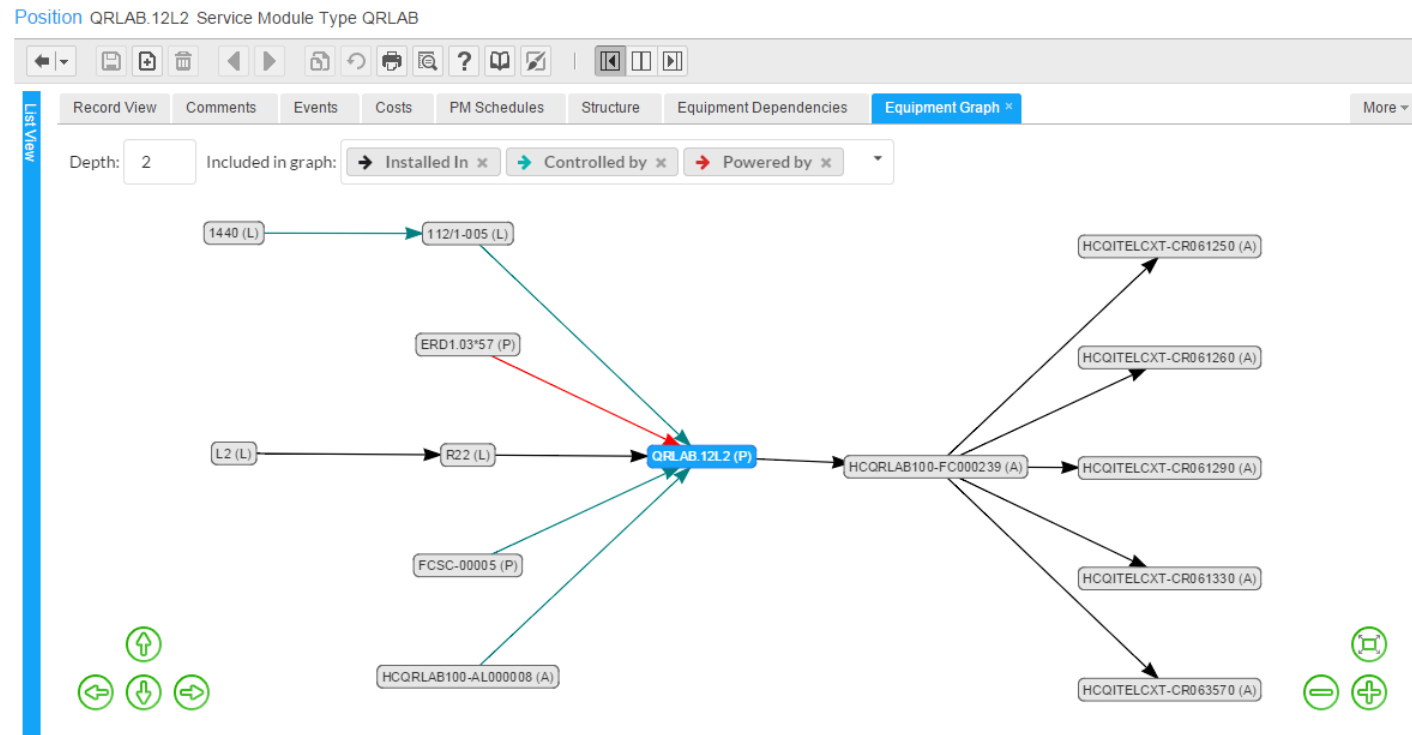 Position QRLAB.12L2 Service Module Type QRLAB
?
List View
Record View Comments Events Costs PM Schedules Structure Equipment Dependencies Equipment Graph × More
Depth: 2 Included in graph: Installed In × Controlled by × Powered by ×
1440 (L) 112/1-005 (L)
HCQITELCXT-CR061250 (A)
ERD1.03*57 (P)
HCQITELCXT-CR061260 (A)
L2 (L) R22 (L) QRLAB.12L2 (P) HCQRLAB100-FC000239 (A) HCQITELCXT-CR061290 (A)
FCSC-00005 (P)
HCQITELCXT-CR061330 (A)
HCQRLAB100-AL000008 (A)
HCQITELCXT-CR063570 (A)